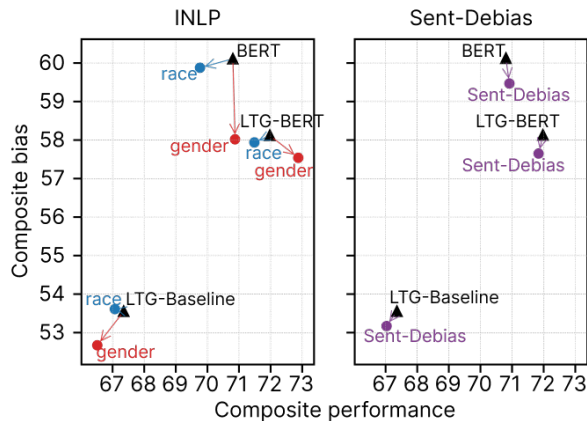 INLP
Sent-Debias
Composite bias
60
59
58
57
56
55
54
53
BERT
race
LTG-BERT
gender
race
gender
race
LTG-Baseline
gender
67 68 69 70 71 72 73
BERT
Sent-Debias
LTG-BERT
Sent-Debias
LTG-Baseline
Sent-Debias
67 68 69 70 71 72 73
Composite performance